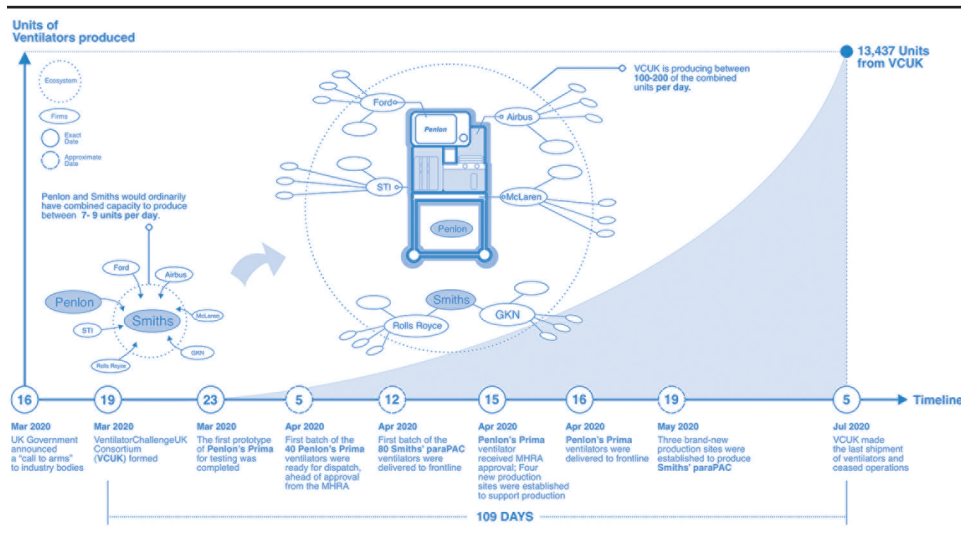 Units of
Ventilators produced
Ecosystem
Firms
Exact
Date
Approximate
Date
13,437 Units
from VCUK
VCUK is producing between
100-200 of the combined
units per day.
Ford
Penlon
Airbus
STI
McLaren
Penlon
Smiths
Rolls Royce
GKN
Penlon and Smiths would ordinarily
have combined capacity to produce
between 7- 9 units per day.
Ford
Airbus
Penlon
Smiths
McLaren
STI
GKN
Rolls Royce
16
19
23
5
12
15
16
19
5
Timeline
Mar 2020
UK Government
announced
a “call to arms”
to industry bodies
Mar 2020
VentilatorChallengeUK
Consortium
(VCUK) formed
Mar 2020
The first prototype
of Penlon's Prima
for testing was
completed
Apr 2020
First batch of the
40 Penlon's Prima
ventilators were
ready for dispatch,
ahead of approval
from the MHRA
Apr 2020
First batch of the
80 Smiths' paraPAC
ventilators were
delivered to frontline
Apr 2020
Penlon's Prima
ventilator
received MHRA
approval; Four
new production
sites were established
to support production
Apr 2020
Penlon's Prima
ventilators were
delivered to frontline
May 2020
Three brand-new
production sites were
established to produce
Smiths' paraPAC
Jul 2020
VCUK made
the last shipment
of ventilators and
ceased operations
109 DAYS